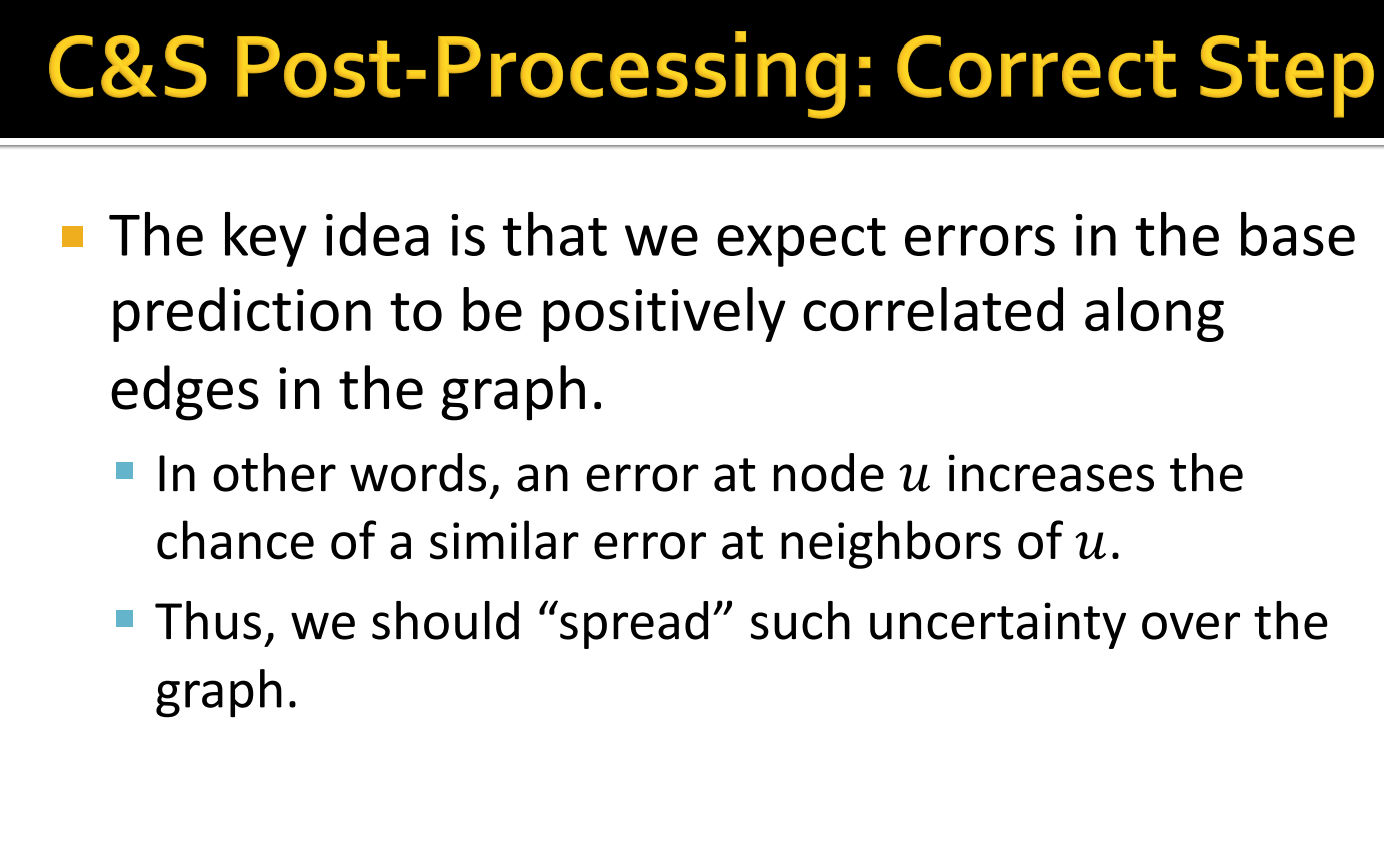 C&S Post-Processing: Correct Step
The key idea is that we expect errors in the base
prediction to be positively correlated along
edges in the graph.
In other words, an error at node 𝑢 increases the
chance of a similar error at neighbors of 𝑢.
Thus, we should “spread” such uncertainty over the
graph.